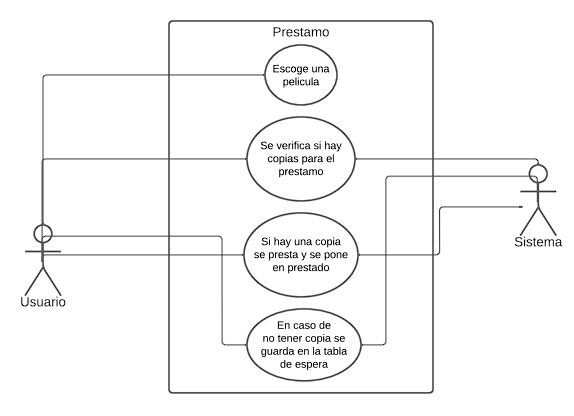 Prestamo
Escoge una
pelicula
Se verifica si hay
copias para el
prestamo
Si hay una copia
se presta y se pone
en prestado
En caso de
no tener copia se
guarda en la tabla
de espera
Usuario
Sistema